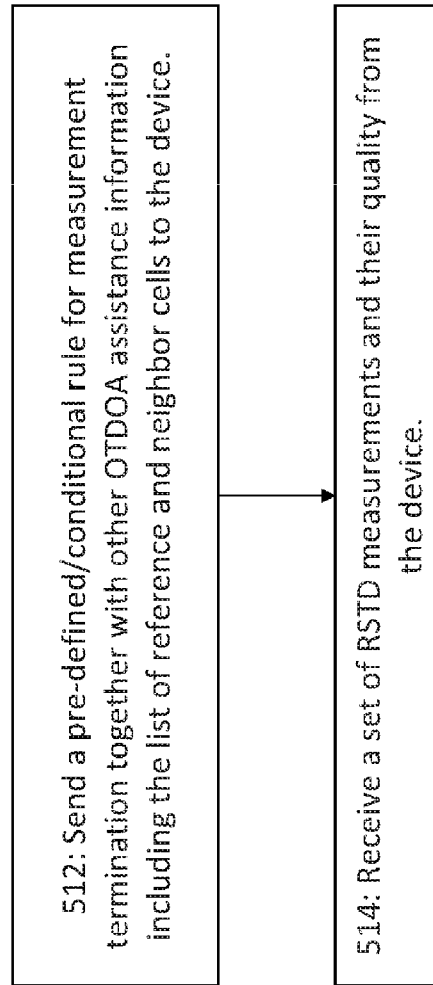 512: Send a pre-defined/conditional rule for measurement
termination together with other OTDOA assistance information
including the list of reference and neighbor cells to the device.
514: Receive a set of RSTD measurements and their quality from
the device.